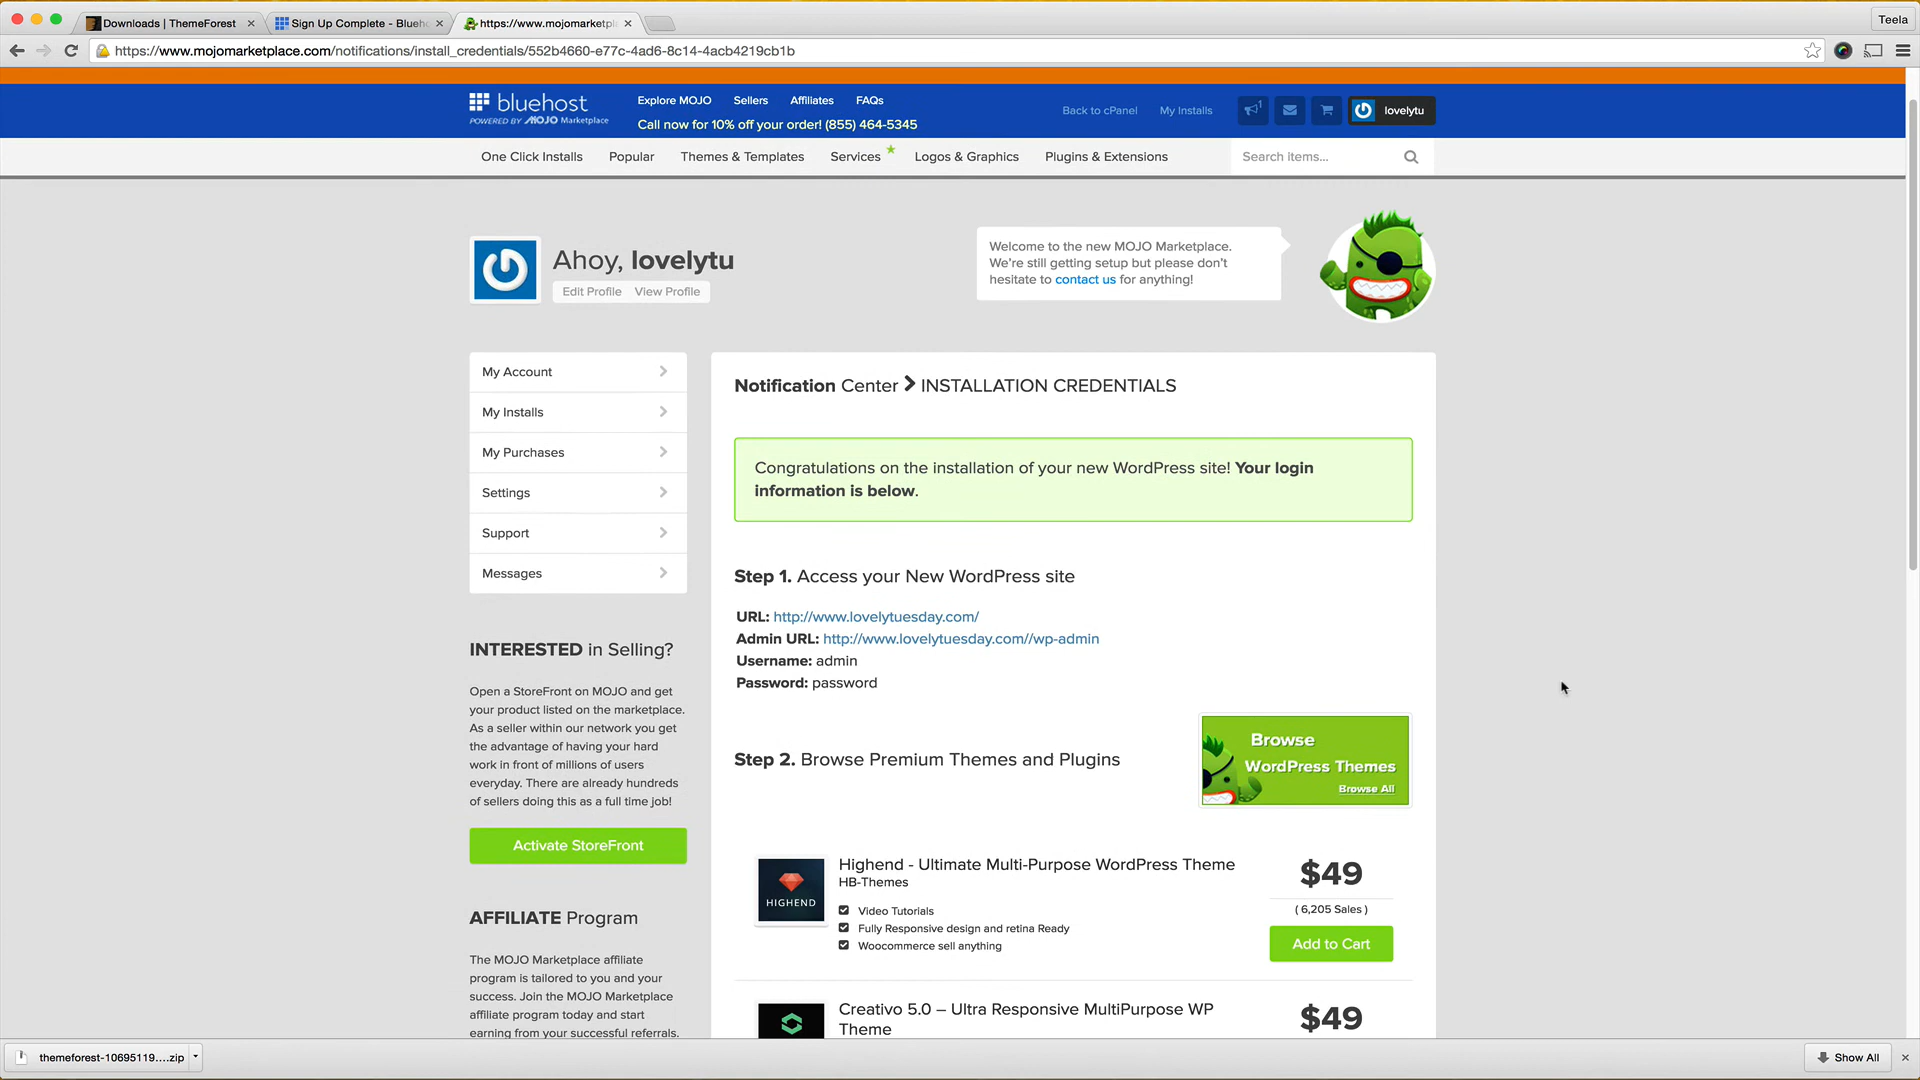 Downloads | ThemeForest
Sign Up Complete - Blueho
https://www.mojomarketpl
Teela
https://www.mojomarketplace.com/notifications/install_credentials/552b4660-e77c-4ad6-8c14-4acb4219cb1b
bluehost
POWERED BY MOJO Marketplace
Explore MOJO Sellers Affiliates FAQs
Call now for 10% off your order! (855) 464-5345
Back to cPanel My Installs 1 lovelytu
One Click Installs Popular Themes & Templates Services Logos & Graphics Plugins & Extensions Search Items...
Ahoy, lovelytu
Edit Profile View Profile
Welcome to the new MOJO Marketplace.
We're still getting setup but please don't
hesitate to contact us for anything!
My Account
My Installs
My Purchases
Settings
Support
Messages
INTERESTED in Selling?
Open a StoreFront on MOJO and get
your product listed on the marketplace.
As a seller within our network you get
the advantage of having your hard
work in front of millions of users
everyday. There are already hundreds
of sellers doing this as a full time job!
Activate StoreFront
AFFILIATE Program
The MOJO Marketplace affiliate
program is tailored to you and your
success. Join the MOJO Marketplace
affiliate program today and start
earning from your successful referrals.
Notification Center INSTALLATION CREDENTIALS
Congratulations on the installation of your new WordPress site! Your login
information is below.
Step 1. Access your New WordPress site
URL: http://www.lovelytuesday.com/
Admin URL: http://www.lovelytuesday.com//wp-admin
Username: admin
Password: password
Step 2. Browse Premium Themes and Plugins
Browse
WordPress Themes
Browse All
HIGHEND
Highend - Ultimate Multi-Purpose WordPress Theme
HB-Themes
Video Tutorials
Fully Responsive design and retina Ready
Woocommerce sell anything
$49
( 6,205 Sales )
Add to Cart
Creativo 5.0 – Ultra Responsive MultiPurpose WP
Theme
$49
themeforest-10695119....zip
Show All